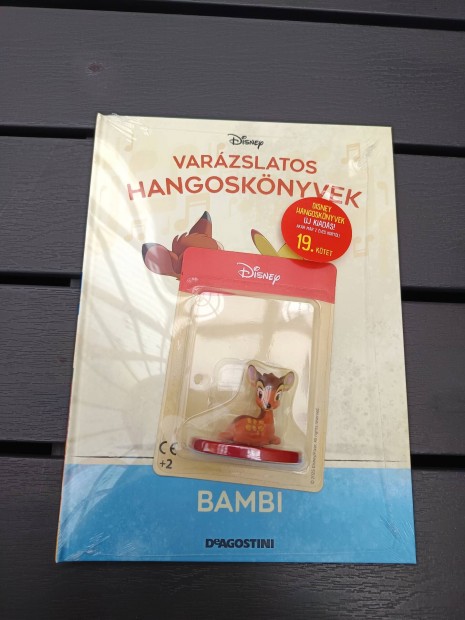 Disney
VARÁZSLATOS
HANGOSKÖNYVEK
DISNEY
HANGOSKÖNYVEK
ÚJ KIADÁS!
19. KÖTET
Disney
CE
+2
BAMBI
DeAGOSTINI